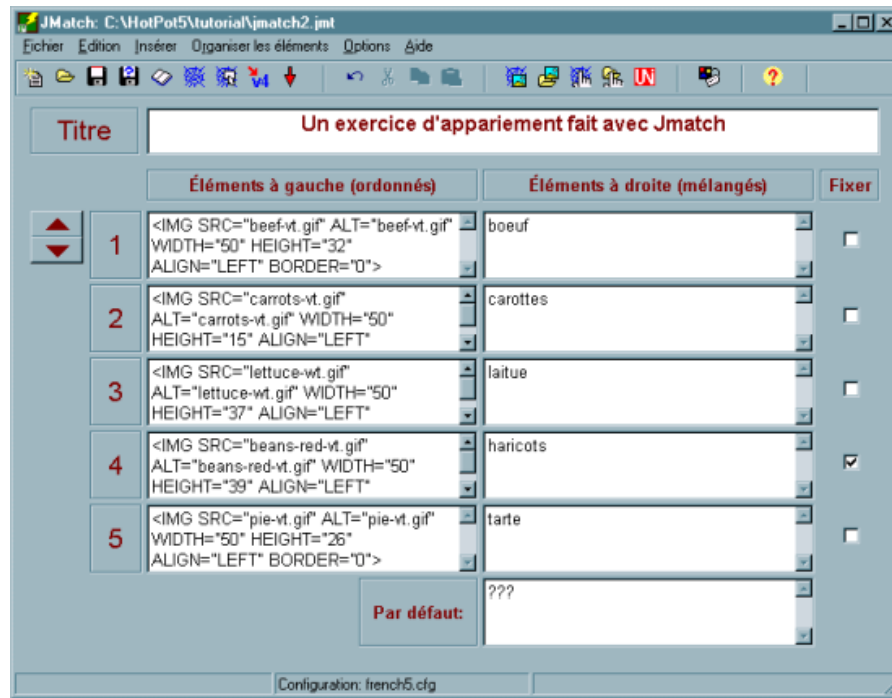 JMatch: C:\HotPot5\tutorial\jmatch2.jmt
Fichier Edition Insérer Organiser les éléments Options Aide
V4 UN ?
Titre
Un exercice d'appariement fait avec Jmatch
Éléments à gauche (ordonnés) Éléments à droite (mélangés) Fixer
1
<IMG SRC="beef-vt.gif" ALT="beef-vt.gif"
WIDTH="50" HEIGHT="32"
ALIGN="LEFT" BORDER="0">
boeuf
2
<IMG SRC="carrots-vt.gif"
ALT="carrots-vt.gif" WIDTH="50"
HEIGHT="15" ALIGN="LEFT"
carottes
3
<IMG SRC="lettuce-wt.gif"
ALT="lettuce-wt.gif" WIDTH="50"
HEIGHT="37" ALIGN="LEFT"
laitue
4
<IMG SRC="beans-red-vt.gif"
ALT="beans-red-vt.gif" WIDTH="50"
HEIGHT="39" ALIGN="LEFT"
haricots
5
<IMG SRC="pie-vt.gif" ALT="pie-vt.gif"
WIDTH="50" HEIGHT="26"
ALIGN="LEFT" BORDER="0">
tarte
Par défaut:
???
Configuration: french5.cfg